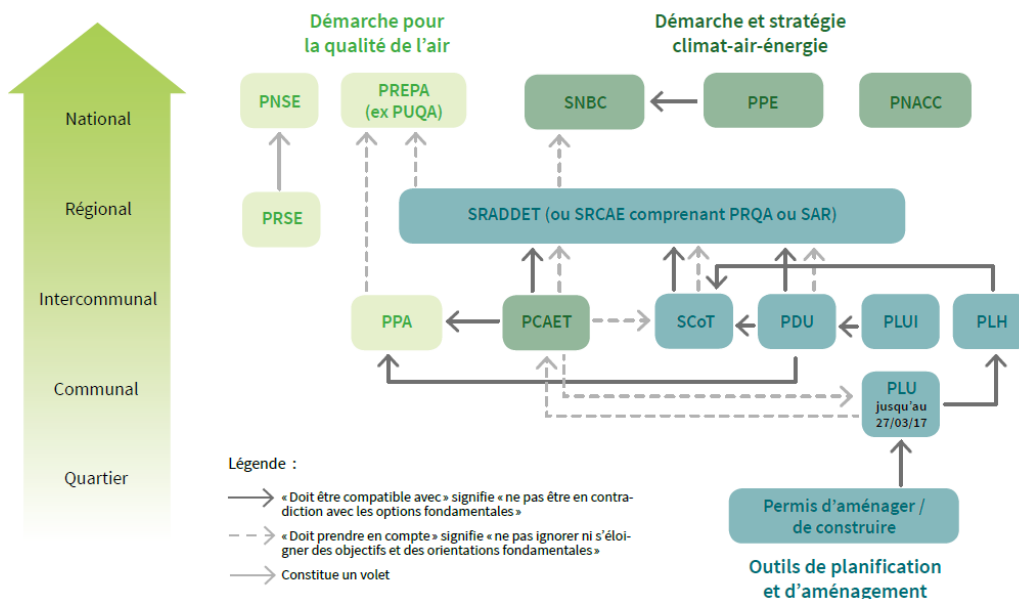 Démarche pour
la qualité de l'air
Démarche et stratégie
climat-air-énergie
National
PNSE
PREPA
(ex PUQA)
SNBC
PPE
PNACC
Régional
PRSE
SRADDET (ou SRCAE comprenant PRQA ou SAR)
Intercommunal
PPA
PCAET
SCoT
PDU
PLUI
PLH
Communal
PLU
jusqu'au
27/03/17
Quartier
Légende :
« Doit être compatible avec » signifie « ne pas être en contra-
diction avec les options fondamentales »
« Doit prendre en compte » signifie « ne pas ignorer ni s'éloi-
gner des objectifs et des orientations fondamentales »
Constitue un volet
Permis d'aménager /
de construire
Outils de planification
et d'aménagement